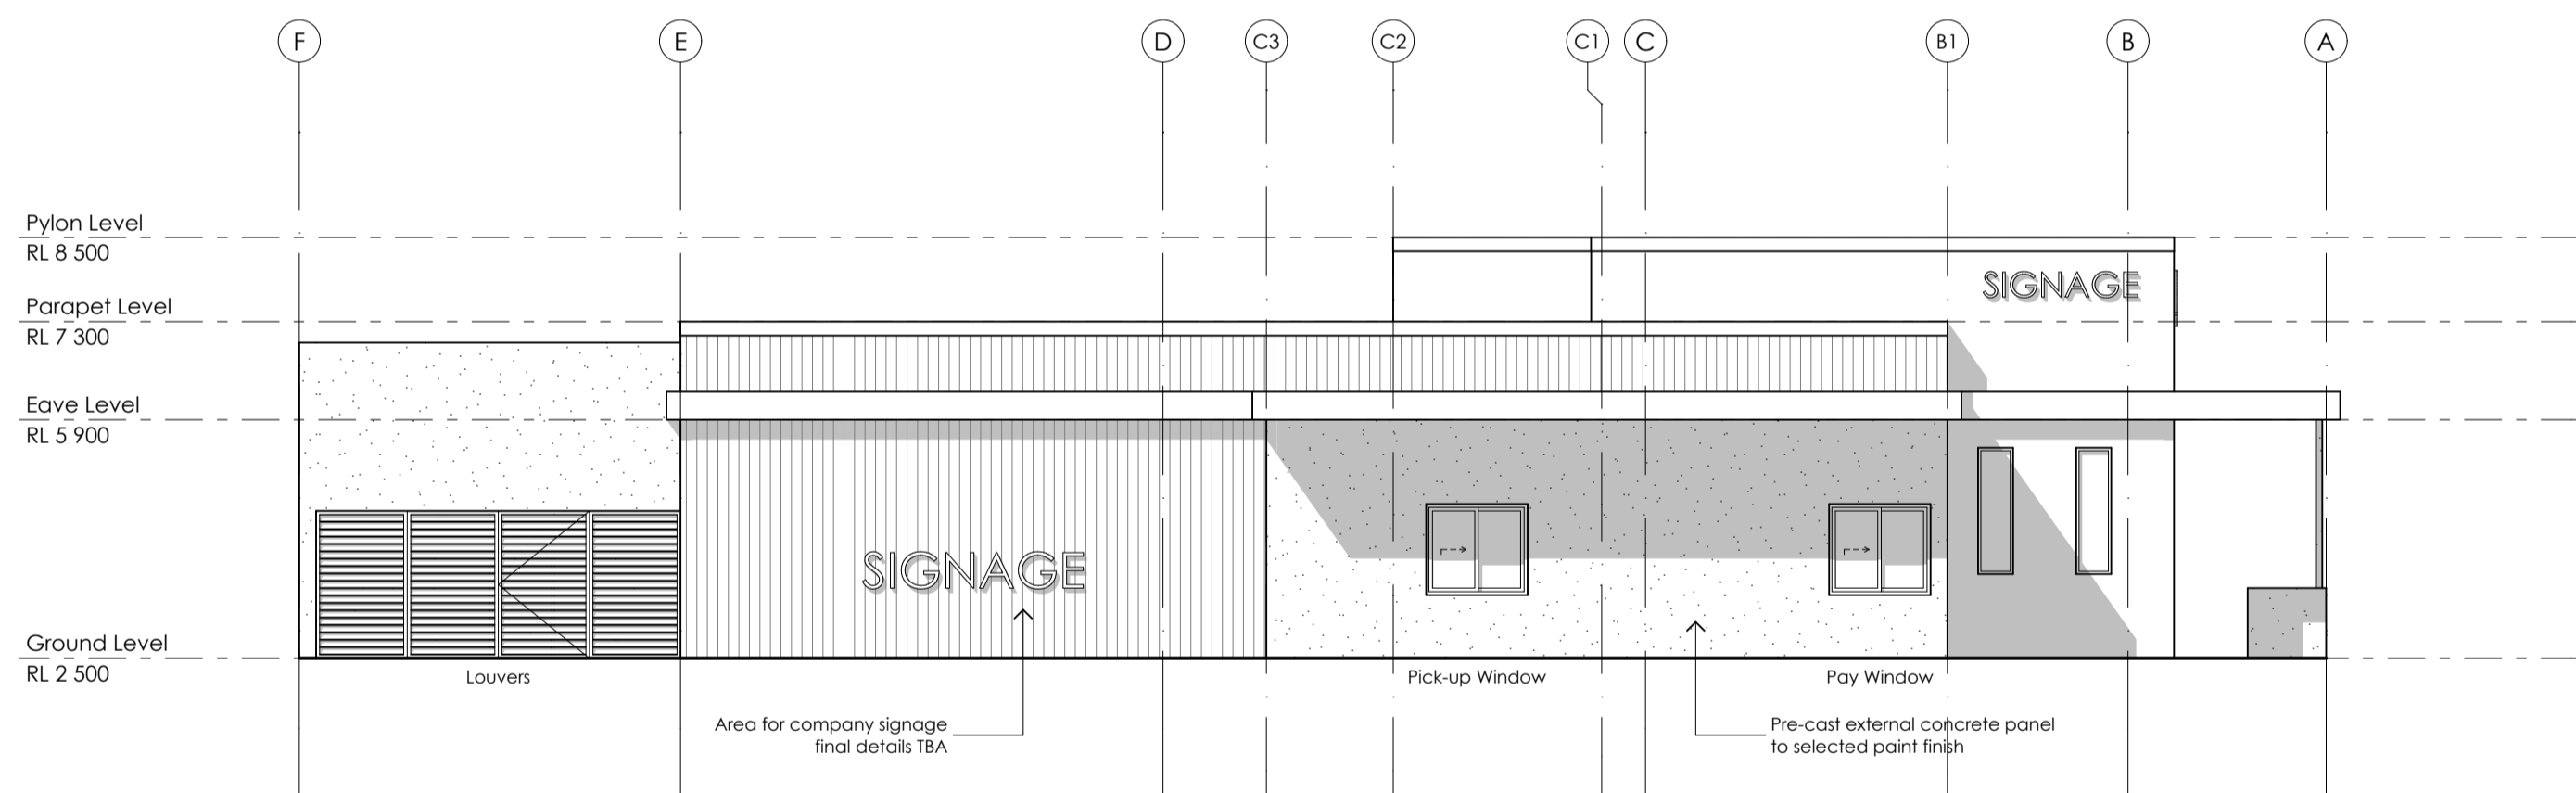 F E D C3 C2 C1 C B1 B A
Pylon Level
RL 8 500
SIGNAGE
Parapet Level
RL 7 300
Eave Level
RL 5 900
SIGNAGE
Ground Level
RL 2 500
Louvers
Pick-up Window
Pay Window
Area for company signage
final details TBA
Pre-cast external concrete panel
to selected paint finish